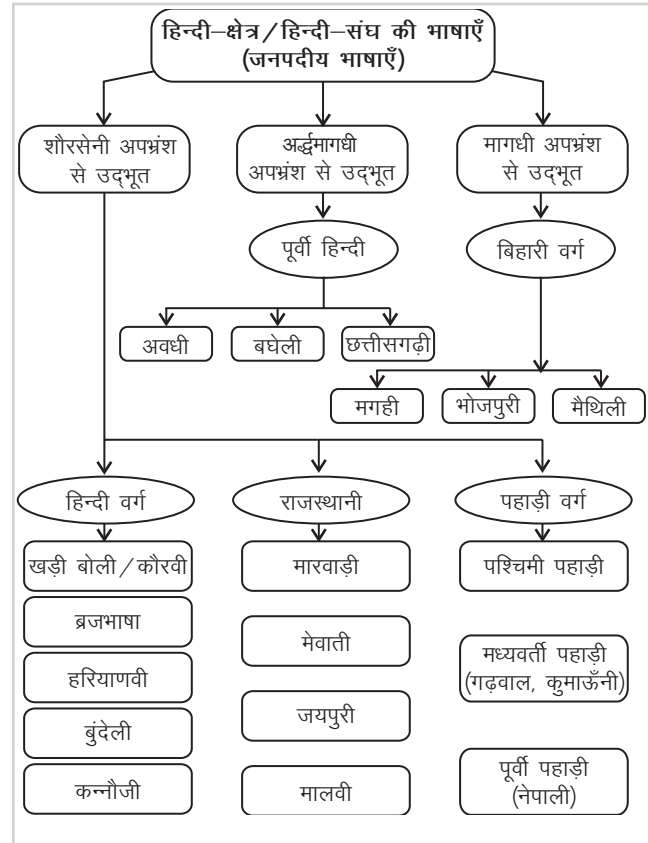 हिन्दी–क्षेत्र/हिन्दी–संघ की भाषाएँ
(जनपदीय भाषाएँ)
शौरसेनी अपभ्रंश
से उद्भूत
अर्द्धमागधी
अपभ्रंश से उद्भूत
मागधी अपभ्रंश
से उद्भूत
पूर्वी हिन्दी
बिहारी वर्ग
अवधी
बघेली
छत्तीसगढ़ी
मगही
भोजपुरी
मैथिली
हिन्दी वर्ग
राजस्थानी
पहाड़ी वर्ग
खड़ी बोली/कौरवी
ब्रजभाषा
हरियाणवी
बुंदेली
कन्नौजी
मारवाड़ी
मेवाती
जयपुरी
मालवी
पश्चिमी पहाड़ी
मध्यवर्ती पहाड़ी
(गढ़वाल, कुमाऊँनी)
पूर्वी पहाड़ी
(नेपाली)